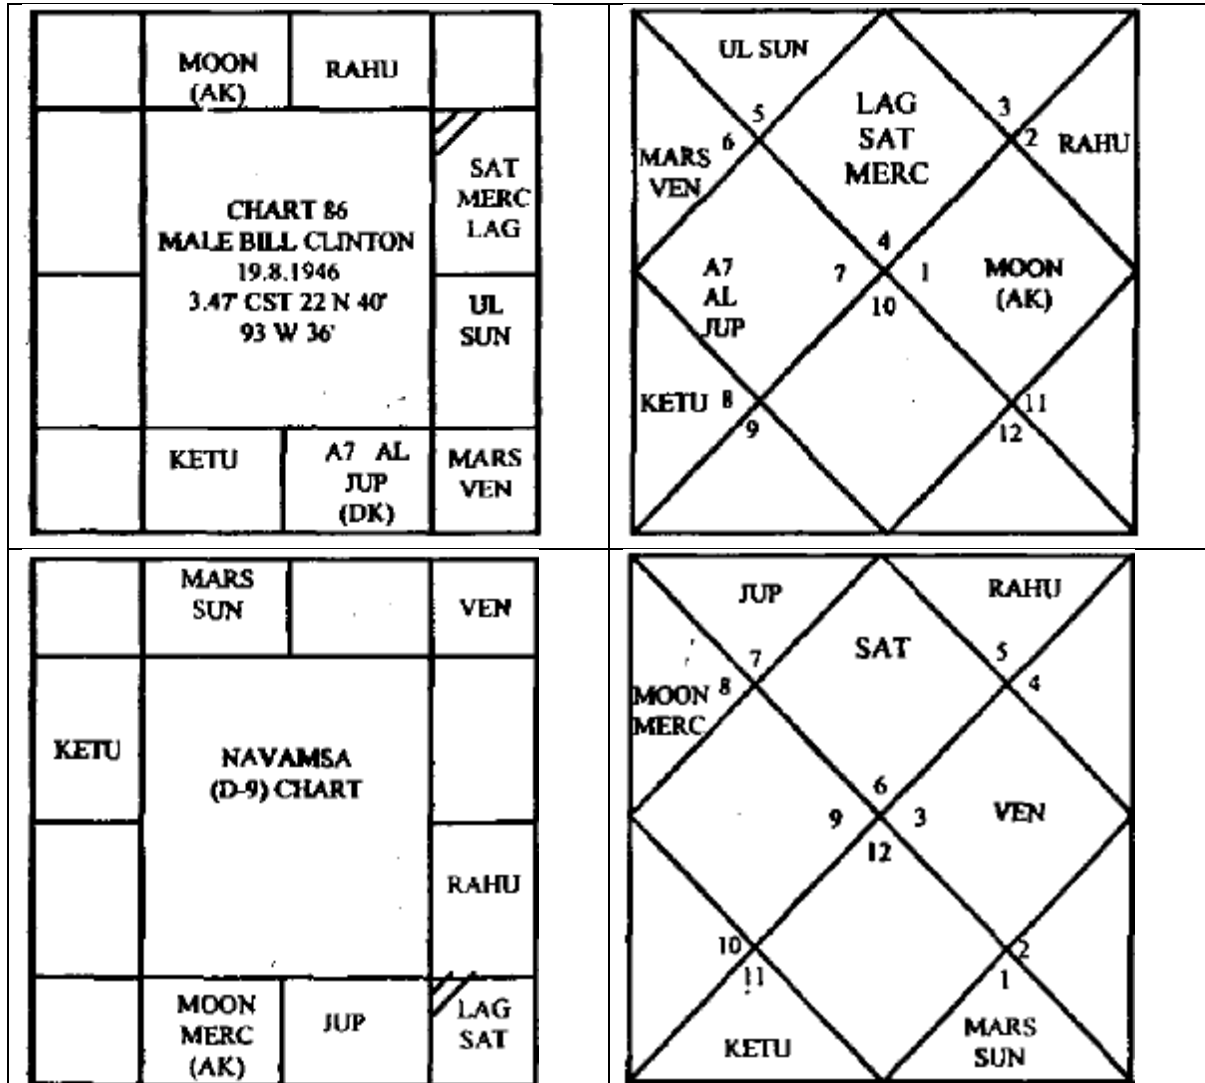 MOON
(AK)
RAHU
SAT
MERC
LAG
CHART 86
MALE BILL CLINTON
19.8.1946
3.47' CST 22 N 40'
93 W 36'
UL
SUN
KETU
A7 AL
JUP
(DK)
MARS
VEN
UL SUN
LAG
SAT
MERC
5
3
6
2
MARS
VEN
RAHU
4
7
1
10
A7
AL
JUP
MOON
(AK)
KETU
8
11
9
12
MARS
SUN
VEN
KETU
NAVAMSA
(D-9) CHART
RAHU
MOON
MERC
(AK)
JUP
LAG
SAT
JUP
SAT
RAHU
7
5
MOON
MERC
8
4
6
9
3
12
VEN
10
2
11
1
KETU
MARS
SUN